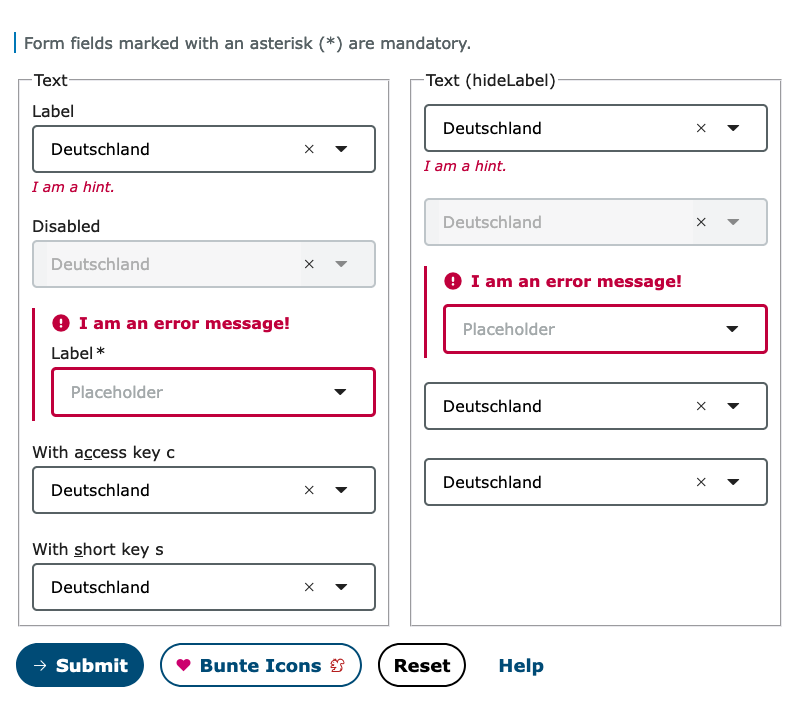 Form fields marked with an asterisk (*) are mandatory.
Text
Label
Deutschland
I am a hint.
Disabled
Deutschland
I am an error message!
Label*
Placeholder
With access key c
Deutschland
With short key s
Deutschland
Text (hideLabel)
Deutschland
I am a hint.
Deutschland
I am an error message!
Placeholder
Deutschland
Deutschland
Submit
Bunte Icons
Reset
Help